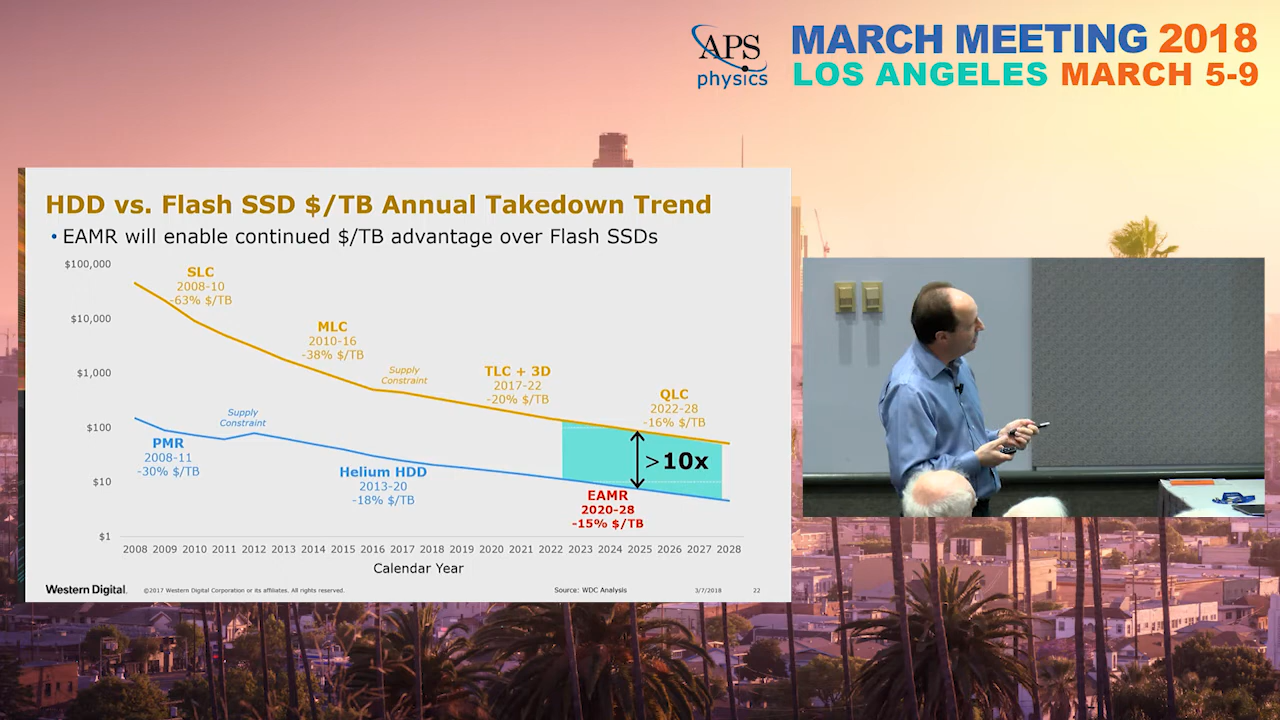 APS
physics
MARCH MEETING 2018
LOS ANGELES MARCH 5-9
HDD vs. Flash SSD $/TB Annual Takedown Trend
• EAMR will enable continued $/TB advantage over Flash SSDs
$100,000
$10,000
$1,000
$100
$10
$1
SLC
2008-10
-63% $/TB
MLC
2010-16
-38% $/TB
Supply
Constraint
TLC + 3D
2017-22
-20% $/TB
QLC
2022-28
-16% $/TB
Supply
Constraint
PMR
2008-11
-30% $/TB
Helium HDD
2013-20
-18% $/TB
>10x
EAMR
2020-28
-15% $/TB
2008 2009 2010 2011 2012 2013 2014 2015 2016 2017 2018 2019 2020 2021 2022 2023 2024 2025 2026 2027 2028
Calendar Year
Western Digital. ©2017 Western Digital Corporation or its affiliates. All rights reserved. Source: WDC Analysis 3/7/2018 22